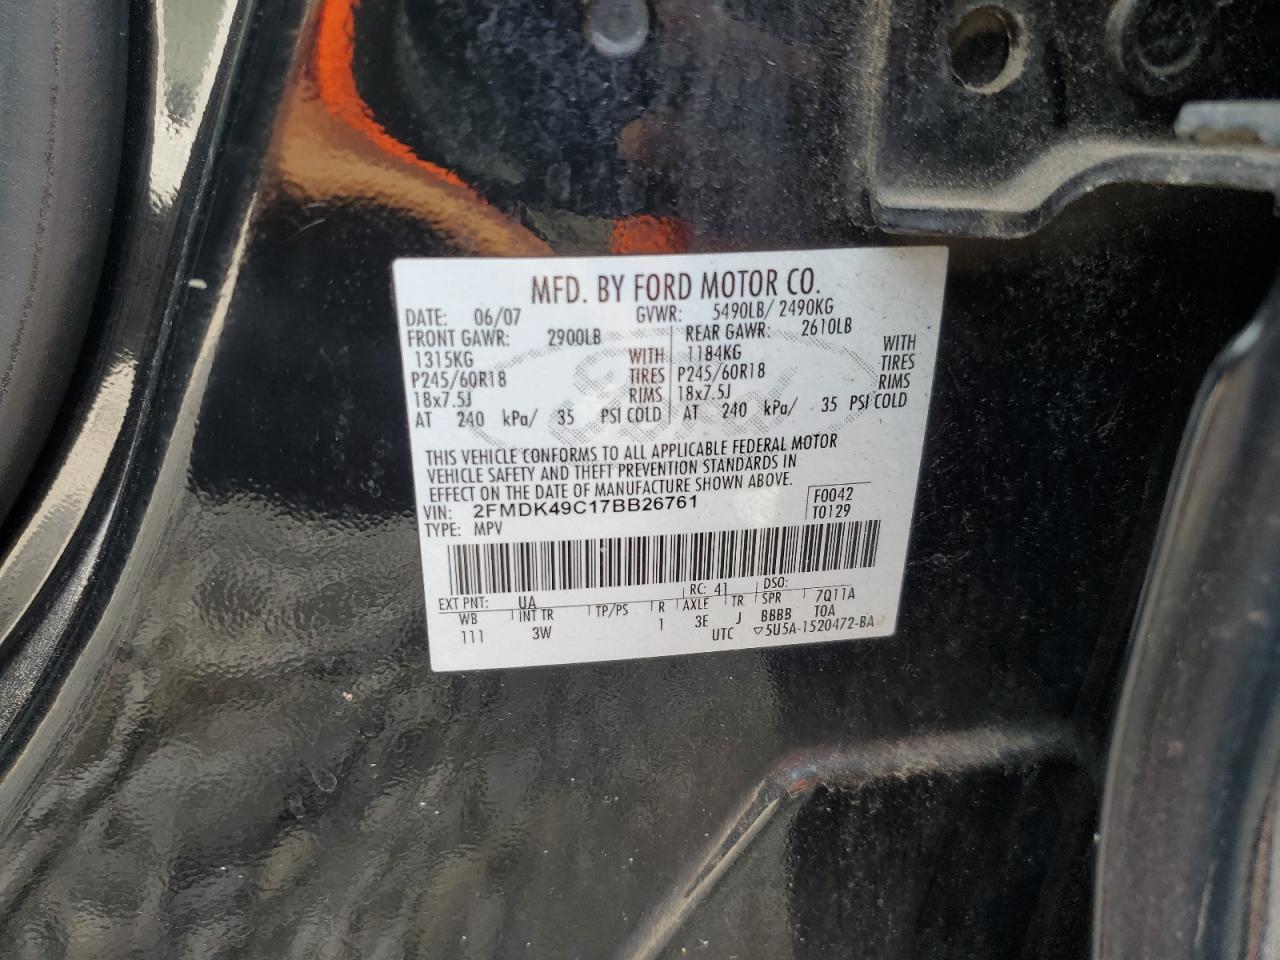 MFD. BY FORD MOTOR CO.
DATE: 06/07 GVWR: 5490LB/ 2490KG
FRONT GAWR: 2900LB REAR GAWR: 2610LB
1315KG WITH 1184KG WITH
P245/60R18 TIRES P245/60R18 TIRES
18x7.5J RIMS 18x7.5J RIMS
AT 240 kPa/ 35 PSI COLD AT 240 kPa/ 35 PSI COLD
THIS VEHICLE CONFORMS TO ALL APPLICABLE FEDERAL MOTOR
VEHICLE SAFETY AND THEFT PREVENTION STANDARDS IN
EFFECT ON THE DATE OF MANUFACTURE SHOWN ABOVE.
VIN: 2FMDK49C17BB26761 F0042
TYPE: MPV T0129
EXT PNT: UA RC: 41 DSO:
WB INT TR TP/PS R AXLE TR SPR 7Q11A
111 3W 1 3E J BBBB TOA
UTC ▽5U5A-1520472-BA